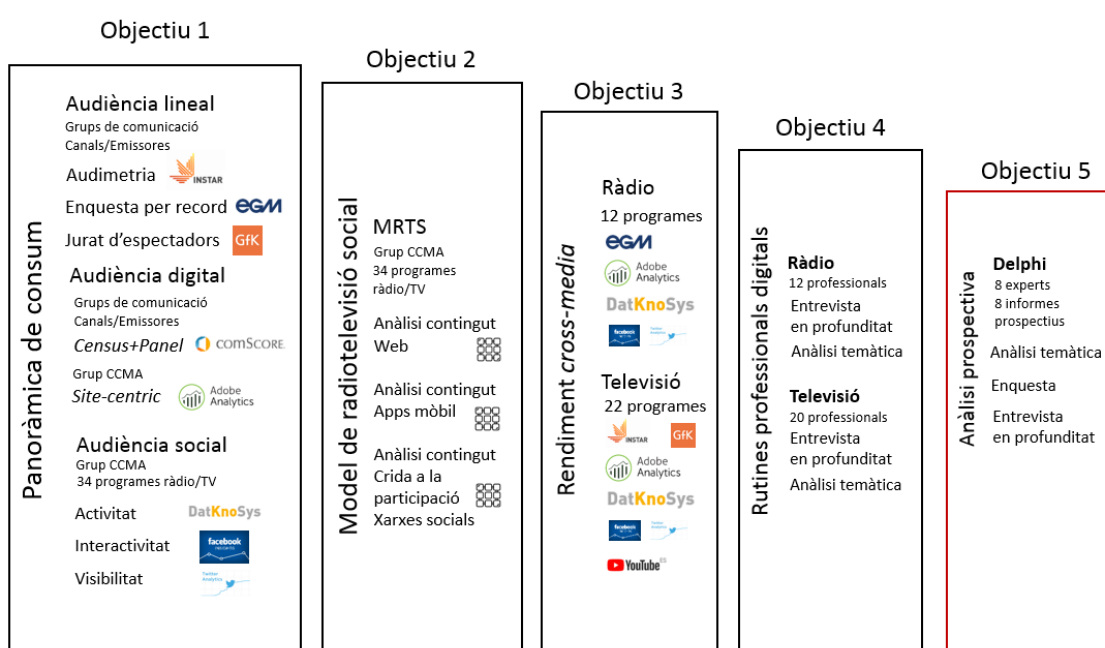 Objectiu 1
Panoràmica de consum
Audiència lineal
Grups de comunicació
Canals/Emissores
Audimetria INSTAR
Enquesta per record EGM
Jurat d'espectadors GfK
Audiència digital
Grups de comunicació
Canals/Emissores
Census+Panel comSCORE
Grup CCMA
Site-centric Adobe
Analytics
Audiència social
Grup CCMA
34 programes ràdio/TV
Activitat DatKnoSys
Interactivitat facebook
Visibilitat Twitter
Analytics
Objectiu 2
Model de radiotelevisió social
MRTS
Grup CCMA
34 programes
ràdio/TV
Anàlisi contingut
Web
Anàlisi contingut
Apps mòbil
Anàlisi contingut
Crida a la
participació
Xarxes socials
Objectiu 3
Rendiment cross-media
Ràdio
12 programes
EGM
Adobe
Analytics
DatKnoSys
facebook
Televisió
22 programes
INSTAR GfK
Adobe
Analytics
DatKnoSys
facebook
YouTube ES
Objectiu 4
Rutines professionals digitals
Ràdio
12 professionals
Entrevista
en profunditat
Anàlisi temàtica
Televisió
20 professionals
Entrevista
en profunditat
Anàlisi temàtica
Objectiu 5
Anàlisi prospectiva
Delphi
8 experts
8 informes
prospectius
Anàlisi temàtica
Enquesta
Entrevista
en profunditat